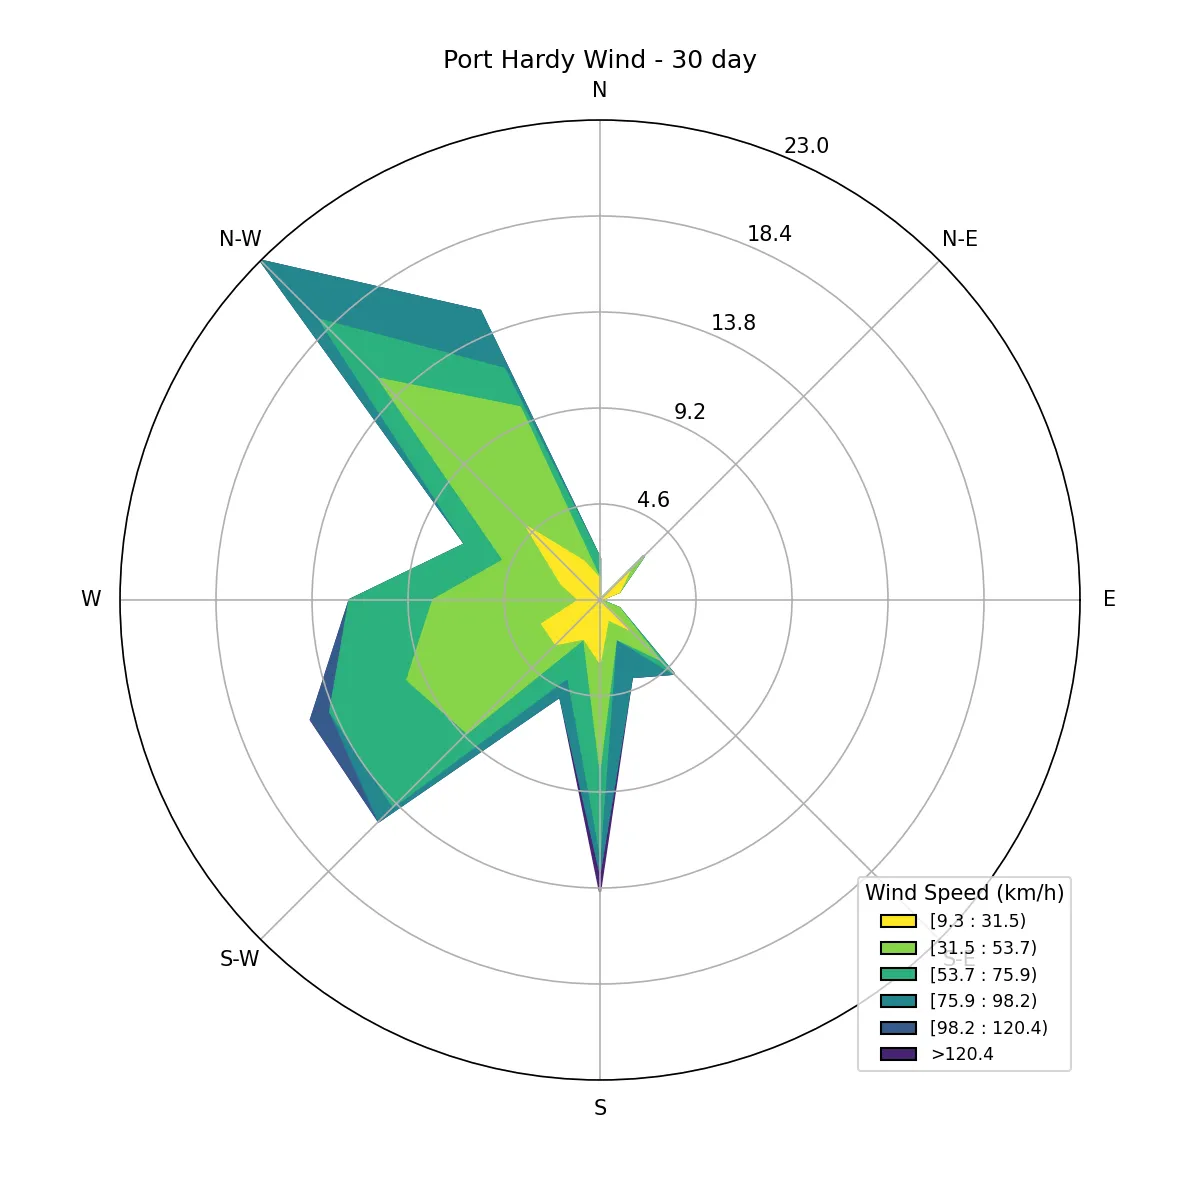 Port Hardy Wind - 30 day
N
23.0
N-W
18.4
N-E
13.8
9.2
4.6
W
E
Wind Speed (km/h)
[9.3 : 31.5)
[31.5 : 53.7)
S-W
S-E
[53.7 : 75.9)
[75.9 : 98.2)
[98.2 : 120.4)
>120.4
S